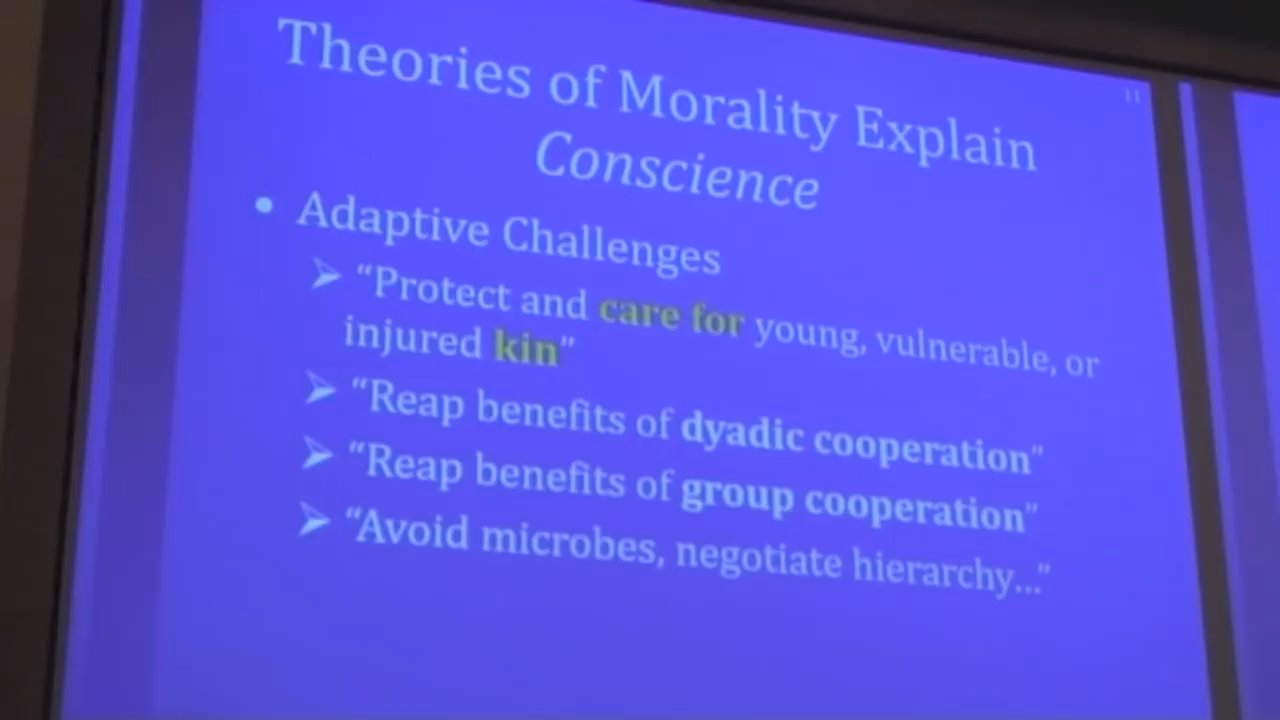 11
Theories of Morality Explain
Conscience
• Adaptive Challenges
➢ “Protect and care for young, vulnerable, or
injured kin”
➢ “Reap benefits of dyadic cooperation”
➢ “Reap benefits of group cooperation”
➢ “Avoid microbes, negotiate hierarchy...”